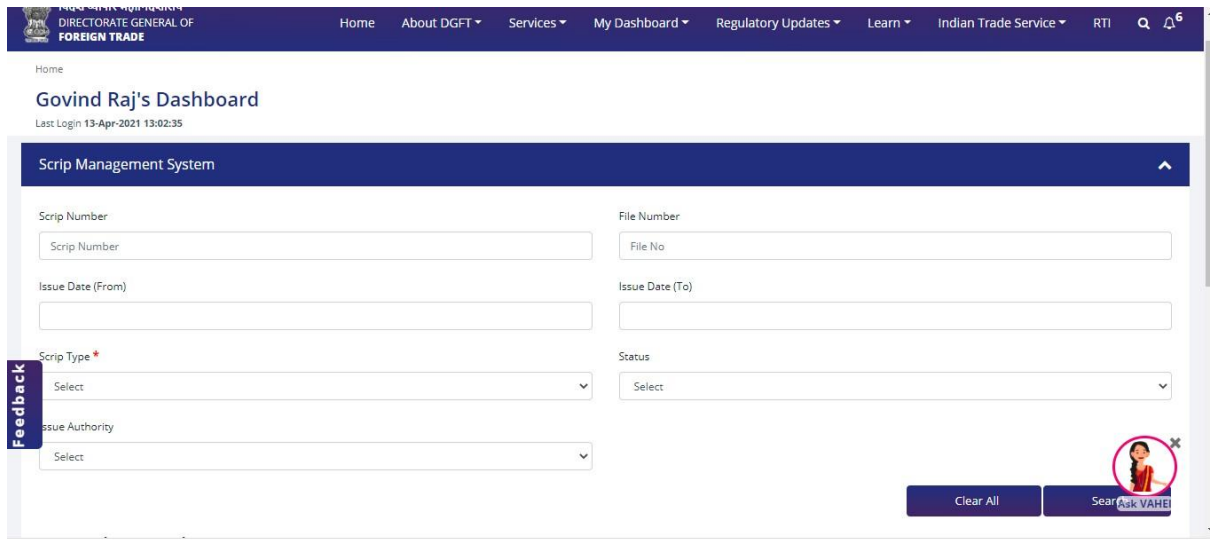 DIRECTORATE GENERAL OF
FOREIGN TRADE
Home About DGFT Services My Dashboard Regulatory Updates Learn Indian Trade Service RTI 6
Home
Govind Raj's Dashboard
Last Login 13-Apr-2021 13:02:35
Scrip Management System
Scrip Number File Number
Scrip Number File No
Issue Date (From) Issue Date (To)
Scrip Type * Status
Select Select
Feedback
ssue Authority
Select
Clear All Sear
Ask VAHEI